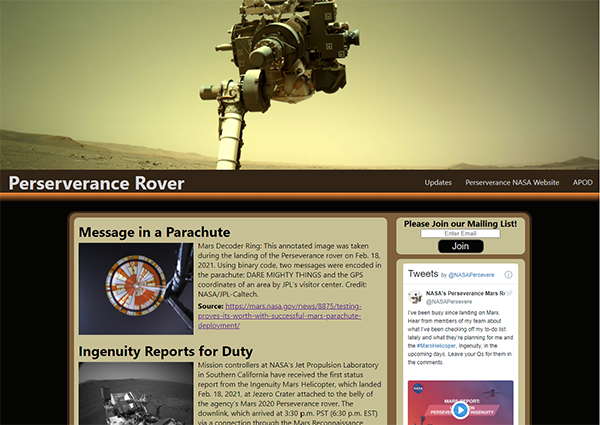 Perserverance Rover
Updates
Perserverance NASA Website
APOD
Message in a Parachute
Mars Decoder Ring: This annotated image was taken
during the landing of the Perseverance rover on Feb. 18,
2021. Using binary code, two messages were encoded in
the parachute: DARE MIGHTY THINGS and the GPS
coordinates of an area by JPL's visitor center. Credit:
NASA/JPL-Caltech.
Source: https://mars.nasa.gov/news/8875/testing-
proves-its-worth-with-successful-mars-parachute-
deployment/
Ingenuity Reports for Duty
Mission controllers at NASA's Jet Propulsion Laboratory
in Southern California have received the first status
report from the Ingenuity Mars Helicopter, which landed
Feb. 18, 2021, at Jezero Crater attached to the belly of
the agency's Mars 2020 Perseverance rover. The
downlink, which arrived at 3:30 p.m. PST (6:30 p.m. EST)
via a connection through the Mars Reconnaissance
Please Join our Mailing List!
Enter Email
Join
Tweets by @NASAPersevere
NASA's Perseverance Mars R
@NASAPersevere
I've been busy since landing on Mars.
Hear from members of my team about
what I've been checking off my to-do list
lately and what they're planning for me and
the #MarsHelicopter, Ingenuity, in the
upcoming days. Leave your Qs for them in
the comments.
NASA
MARS REPORT: